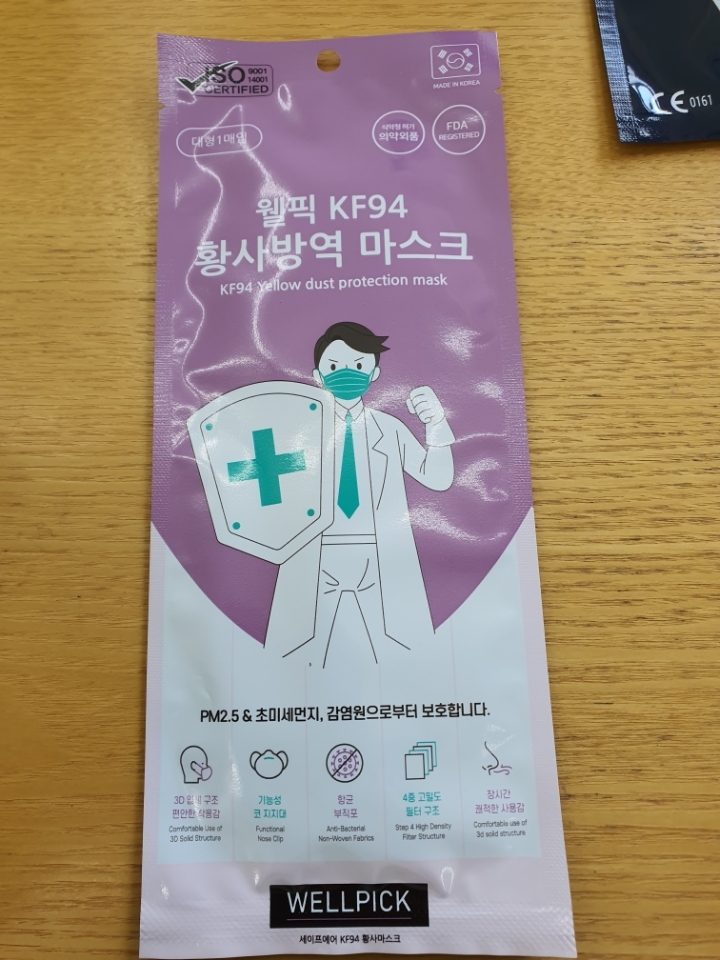 ISO 9001
14001
CERTIFIED
MADE IN KOREA
대형1매입
식약청 허가
의약외품
FDA
REGISTERED
CE 0161
웰픽 KF94
황사방역 마스크
KF94 Yellow dust protection mask
PM2.5 & 초미세먼지, 감염원으로부터 보호합니다.
3D 입체 구조
편안한 착용감
Comfortable Use of
3D Solid Structure
기능성
코 지지대
Functional
Nose Clip
항균
부직포
Anti-Bacterial
Non-Woven Fabrics
4중 고밀도
필터 구조
Step 4 High Density
Filter Structure
장시간
쾌적한 사용감
Comfortable use of
3d solid structure
WELLPICK
세이프에어 KF94 황사마스크